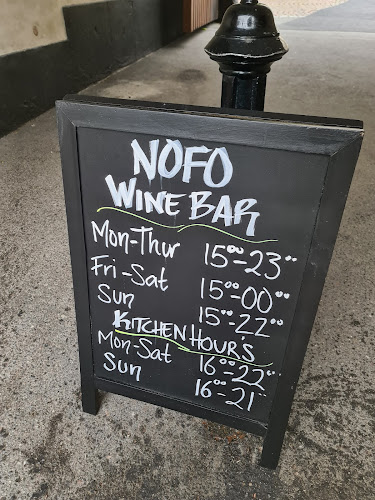 NOFO
WINE BAR
Mon-Thur 15⁰⁰-23⁰⁰
Fri-Sat 15⁰⁰-00⁰⁰
Sun 15⁰⁰-22⁰⁰
KITCHEN HOUR'S
Mon-Sat 16⁰⁰-22⁰⁰
Sun 16⁰⁰-21⁰⁰